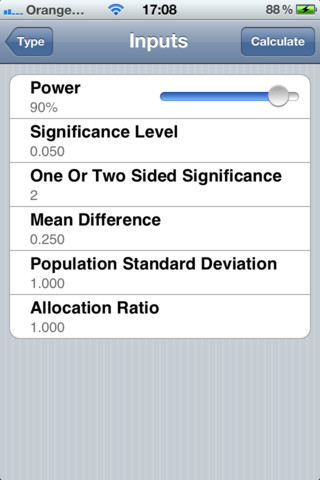 Orange... 17:08 88 %
Type Inputs Calculate
Power
90%
Significance Level
0.050
One Or Two Sided Significance
2
Mean Difference
0.250
Population Standard Deviation
1.000
Allocation Ratio
1.000